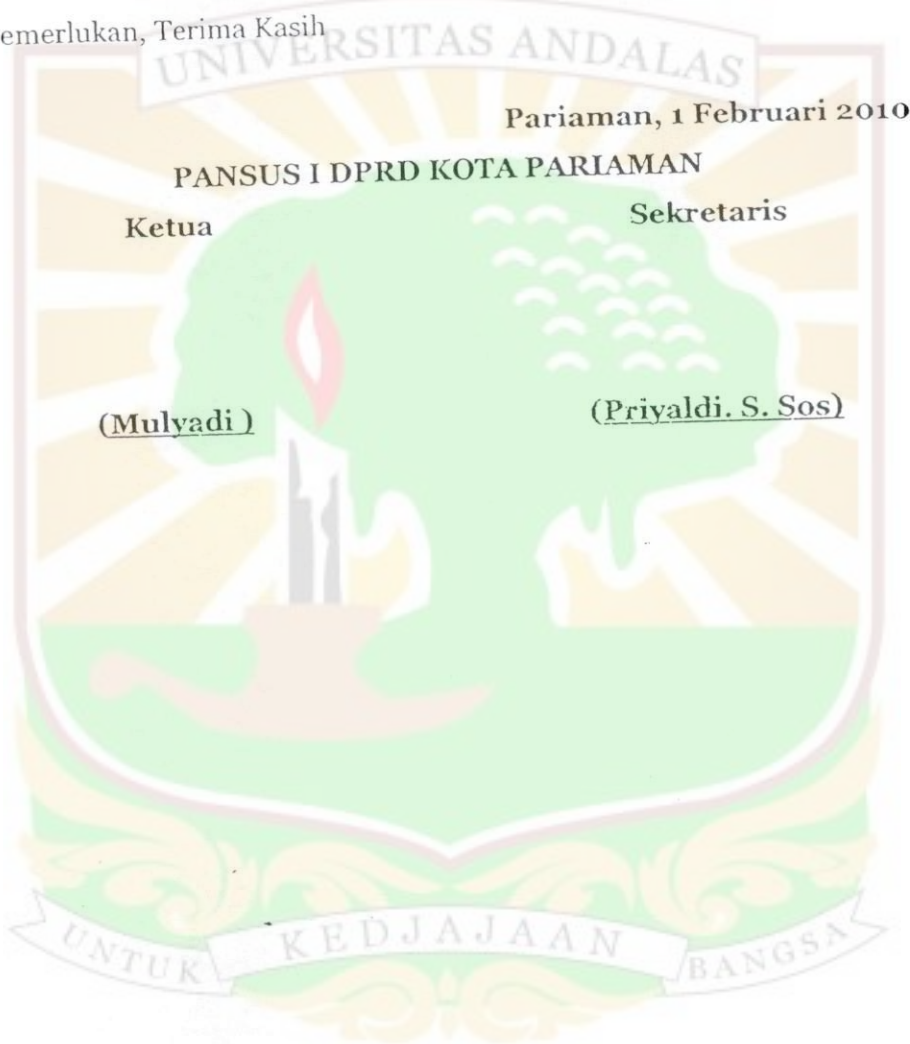 emerlukan, Terima Kasih
UNIVERSITAS ANDALAS
Pariaman, 1 Februari 2010
PANSUS I DPRD KOTA PARIAMAN
Ketua Sekretaris
(Mulyadi ) (Priyaldi. S. Sos)
UNTUK KEDJAJAAN BANGSA